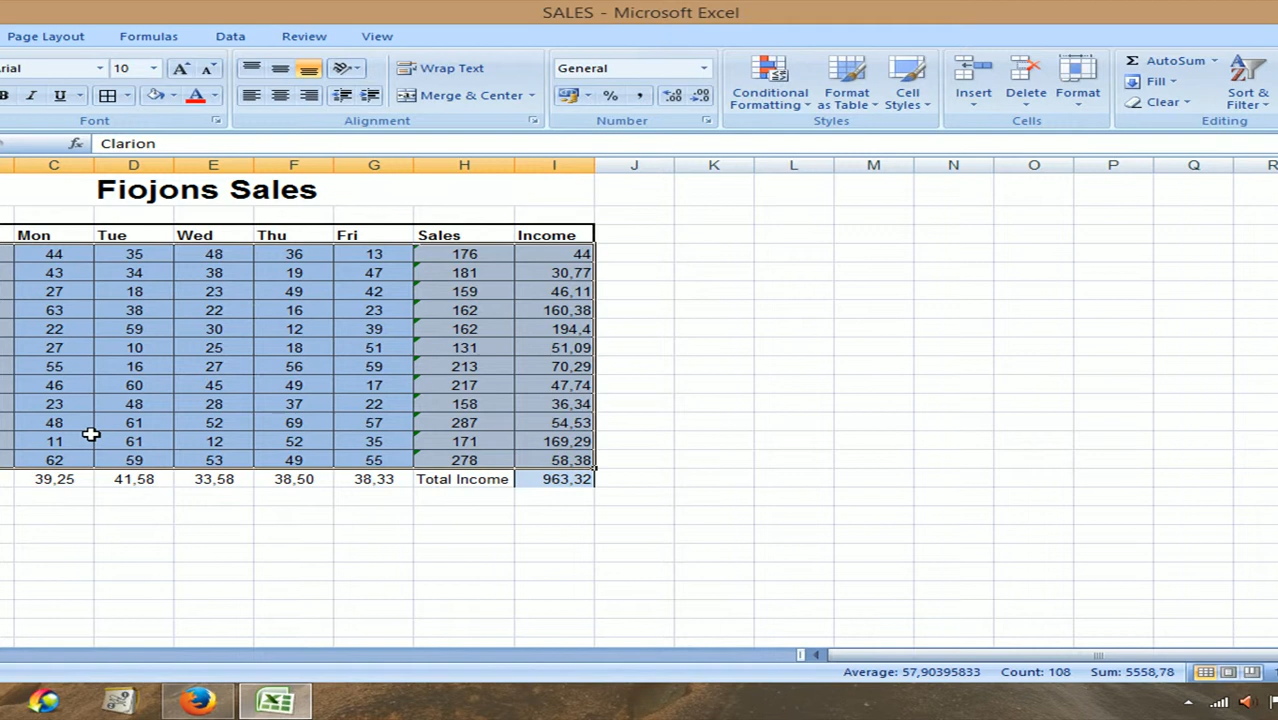 SALES - Microsoft Excel
Page Layout Formulas Data Review View
rial 10 A A Wrap Text General Conditional Formatting Format as Table Cell Styles Insert Delete Format Σ AutoSum Fill Clear Sort & Filter
B I U A Merge & Center % ,
Font Alignment Number Styles Cells Editing
fx Clarion
C D E F G H I J K L M N O P Q R
Fiojons Sales
Mon Tue Wed Thu Fri Sales Income
44 35 48 36 13 176 44
43 34 38 19 47 181 30,77
27 18 23 49 42 159 46,11
63 38 22 16 23 162 160,38
22 59 30 12 39 162 194,4
27 10 25 18 51 131 51,09
55 16 27 56 59 213 70,29
46 60 45 49 17 217 47,74
23 48 28 37 22 158 36,34
48 61 52 69 57 287 54,53
11 61 12 52 35 171 169,29
62 59 53 49 55 278 58,38
39,25 41,58 33,58 38,50 38,33 Total Income 963,32
Average: 57,90395833 Count: 108 Sum: 5558,78